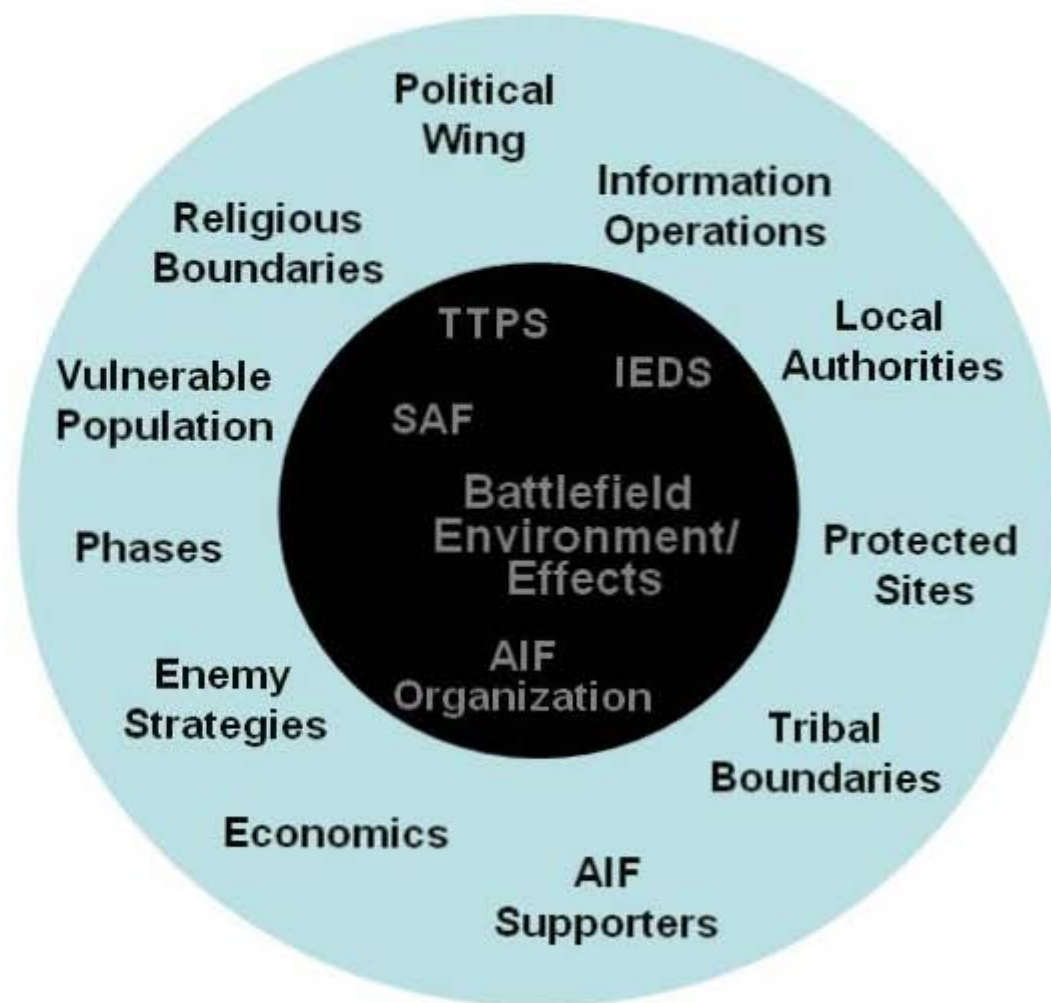 Political
Wing
Information
Operations
Religious
Boundaries
Local
Authorities
Vulnerable
Population
Phases
Protected
Sites
Enemy
Strategies
Tribal
Boundaries
Economics
AIF
Supporters
TTPS
IEDS
SAF
Battlefield
Environment/
Effects
AIF
Organization